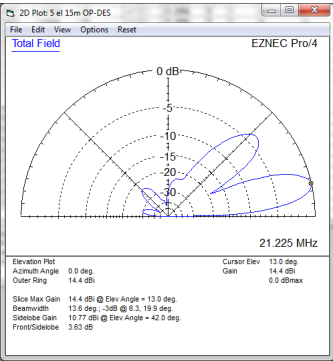 2D Plot: 5 el 15m OP-DES
File Edit View Options Reset
Total Field EZNEC Pro/4
0 dB
-5
-10
-15
-20
-30
21.225 MHz
Elevation Plot Cursor Elev 13.0 deg.
Azimuth Angle 0.0 deg. Gain 14.4 dBi
Outer Ring 14.4 dBi 0.0 dBmax
Slice Max Gain 14.4 dBi @ Elev Angle = 13.0 deg.
Beamwidth 13.6 deg.; -3dB @ 6.3, 19.9 deg.
Sidelobe Gain 10.77 dBi @ Elev Angle = 42.0 deg.
Front/Sidelobe 3.63 dB